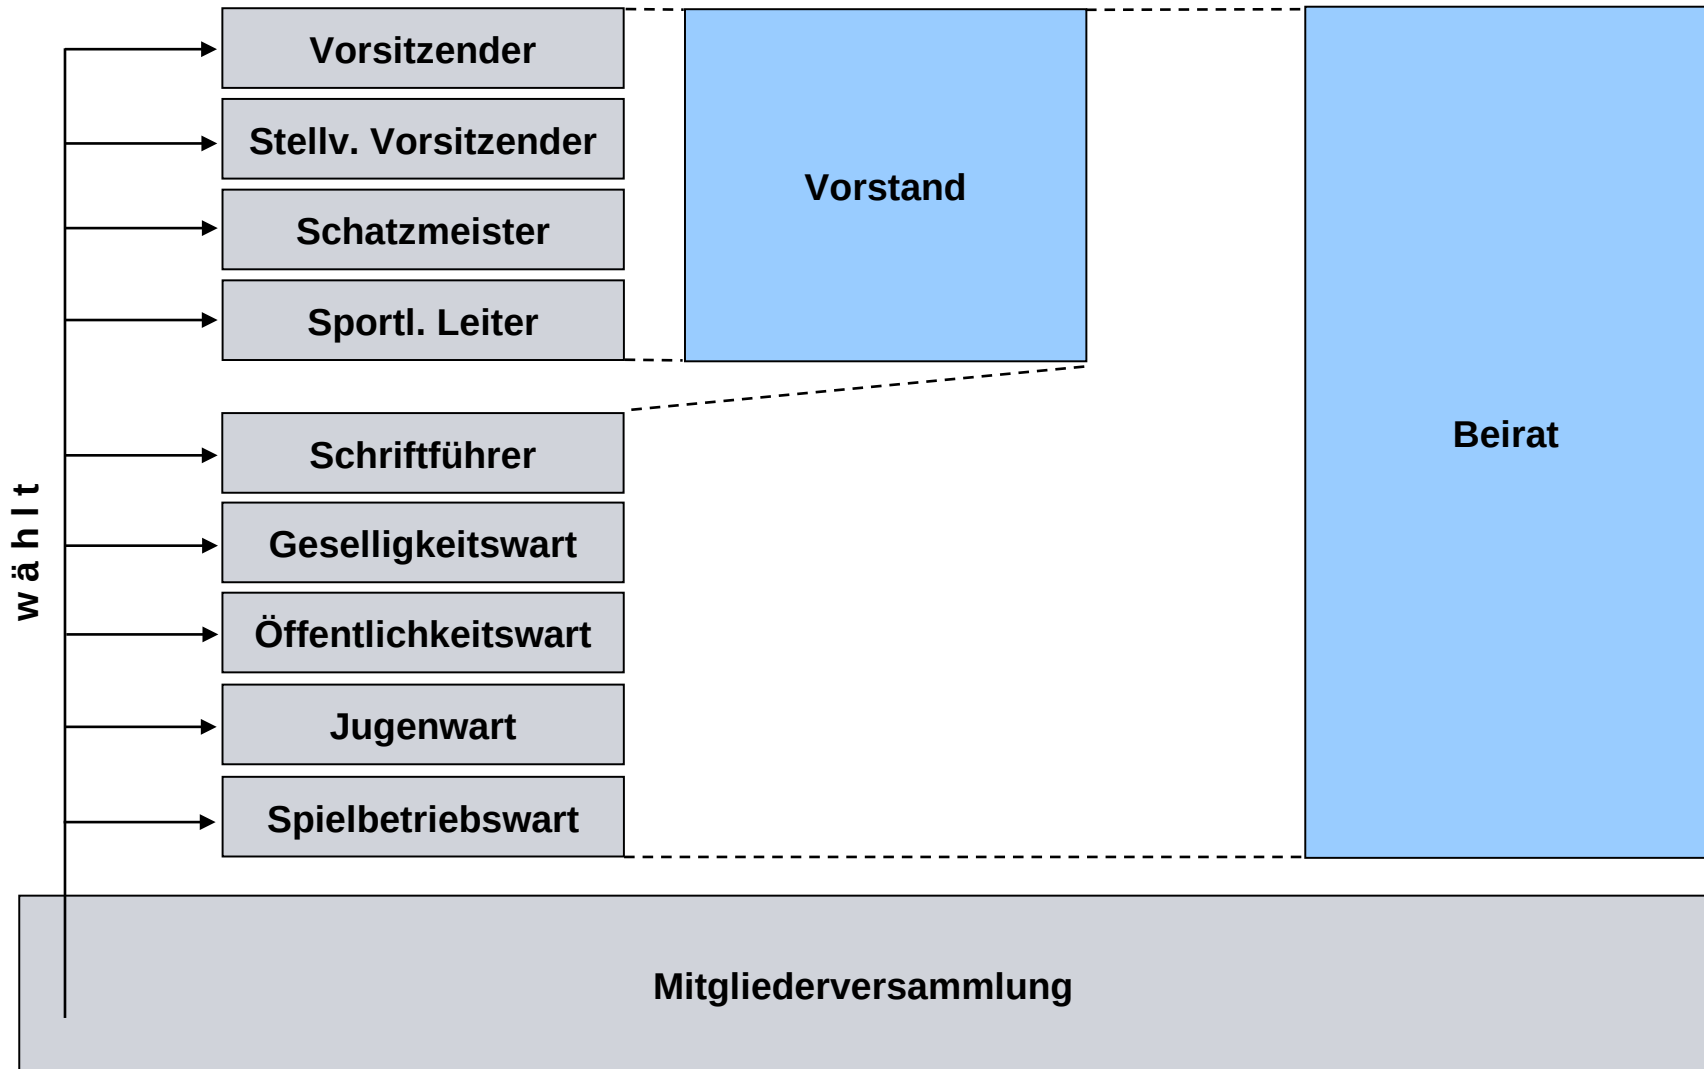 Vorsitzender
Stellv. Vorsitzender
Schatzmeister
Sportl. Leiter
Vorstand
Schriftführer
Geselligkeitswart
Öffentlichkeitswart
Jugenwart
Spielbetriebswart
Beirat
wählt
Mitgliederversammlung